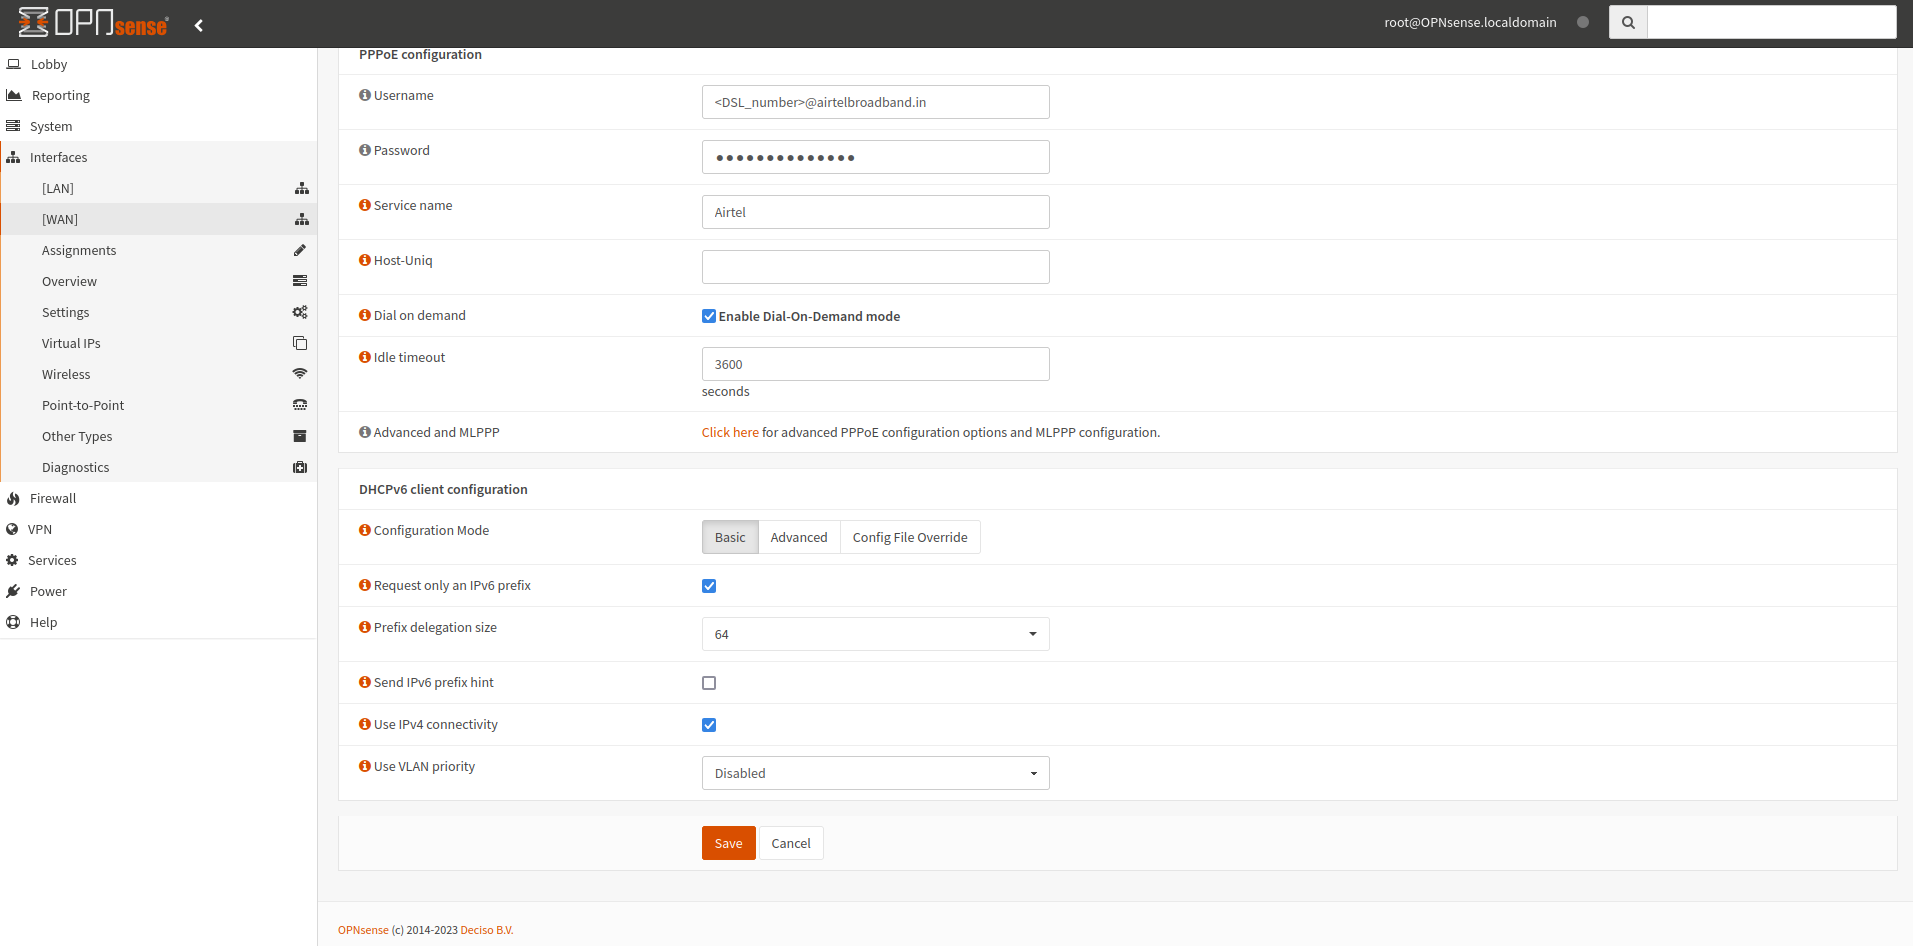 OPNsense®
root@OPNsense.localdomain
Lobby
Reporting
System
Interfaces
[LAN]
[WAN]
Assignments
Overview
Settings
Virtual IPs
Wireless
Point-to-Point
Other Types
Diagnostics
Firewall
VPN
Services
Power
Help
PPPoE configuration
Username
<DSL_number>@airtelbroadband.in
Password
Service name
Airtel
Host-Uniq
Dial on demand
Enable Dial-On-Demand mode
Idle timeout
3600
seconds
Advanced and MLPPP
Click here for advanced PPPoE configuration options and MLPPP configuration.
DHCPv6 client configuration
Configuration Mode
Basic Advanced Config File Override
Request only an IPv6 prefix
Prefix delegation size
64
Send IPv6 prefix hint
Use IPv4 connectivity
Use VLAN priority
Disabled
Save Cancel
OPNsense (c) 2014-2023 Deciso B.V.